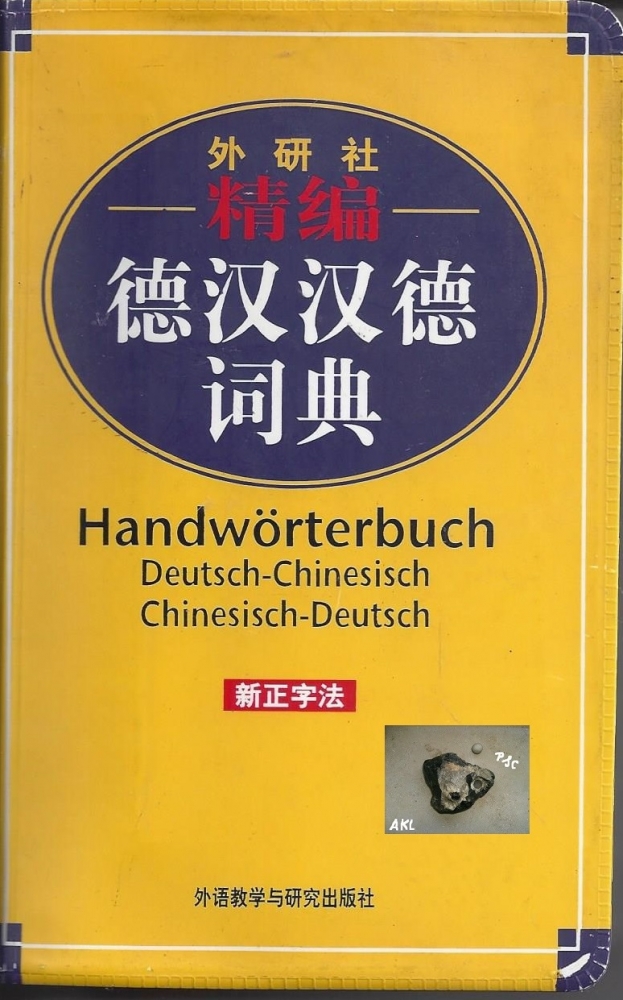 外研社
精编
德汉汉德
词典
Handwörterbuch
Deutsch-Chinesisch
Chinesisch-Deutsch
新正字法
PSC
AKL
外语教学与研究出版社